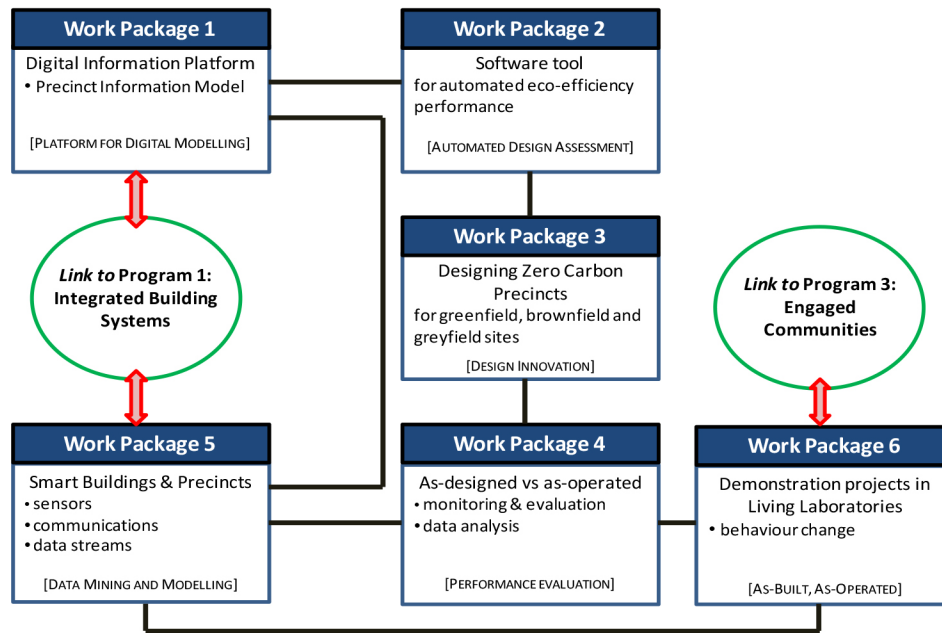 Work Package 1
Digital Information Platform
• Precinct Information Model
[PLATFORM FOR DIGITAL MODELLING]
Work Package 2
Software tool
for automated eco-efficiency
performance
[AUTOMATED DESIGN ASSESSMENT]
Work Package 3
Designing Zero Carbon
Precincts
for greenfield, brownfield and
greyfield sites
[DESIGN INNOVATION]
Link to Program 1:
Integrated Building
Systems
Link to Program 3:
Engaged
Communities
Work Package 5
Smart Buildings & Precincts
• sensors
• communications
• data streams
[DATA MINING AND MODELLING]
Work Package 4
As-designed vs as-operated
• monitoring & evaluation
• data analysis
[PERFORMANCE EVALUATION]
Work Package 6
Demonstration projects in
Living Laboratories
• behaviour change
[AS-BUILT, AS-OPERATED]